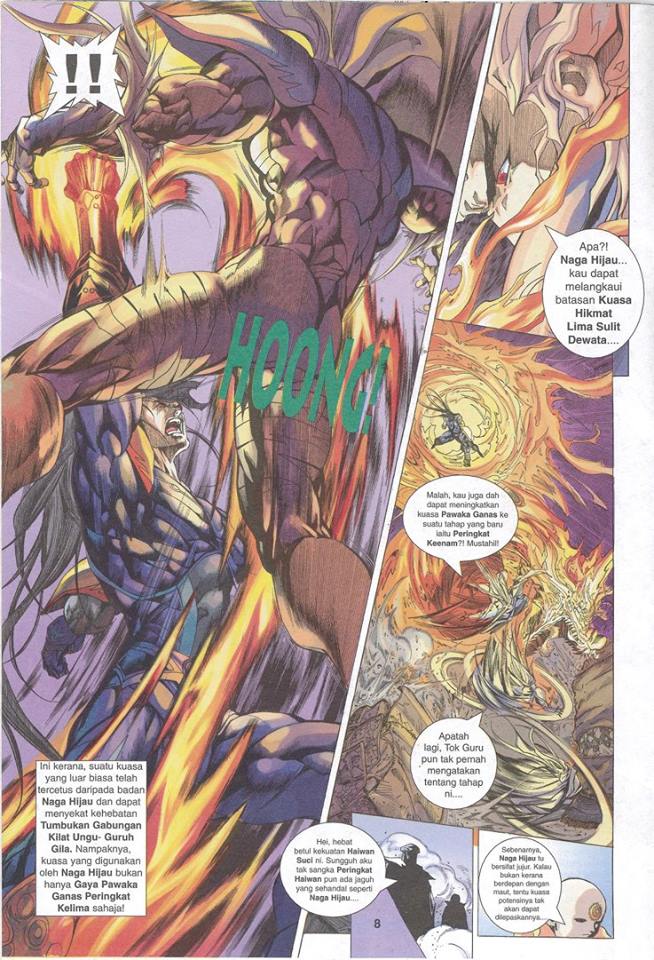 !!
HOONG!
Ini kerana, suatu kuasa
yang luar biasa telah
tercetus daripada badan
Naga Hijau dan dapat
menyekat kehebatan
Tumbukan Gabungan
Kilat Ungu- Guruh
Gila. Nampaknya,
kuasa yang digunakan
oleh Naga Hijau bukan
hanya Gaya Pawaka
Ganas Peringkat
Kelima sahaja!
Apa?!
Naga Hijau...
kau dapat
melangkaui
batasan Kuasa
Hikmat
Lima Sulit
Dewata....
Malah, kau juga dah
dapat meningkatkan
kuasa Pawaka Ganas ke
suatu tahap yang baru
iaitu Peringkat
Keenam?! Mustahil!
Apatah
lagi, Tok Guru
pun tak pernah
mengatakan
tentang tahap
ni....
Hei, hebat
betul kekuatan Haiwan
Suci ni. Sungguh aku
tak sangka Peringkat
Haiwan pun ada jaguh
yang sehandal seperti
Naga Hijau....
Sebenarnya,
Naga Hijau tu
bersifat jujur. Kalau
bukan kerana
berdepan dengan
maut, tentu kuasa
potensinya tak
akan dapat
dilepaskannya....
8